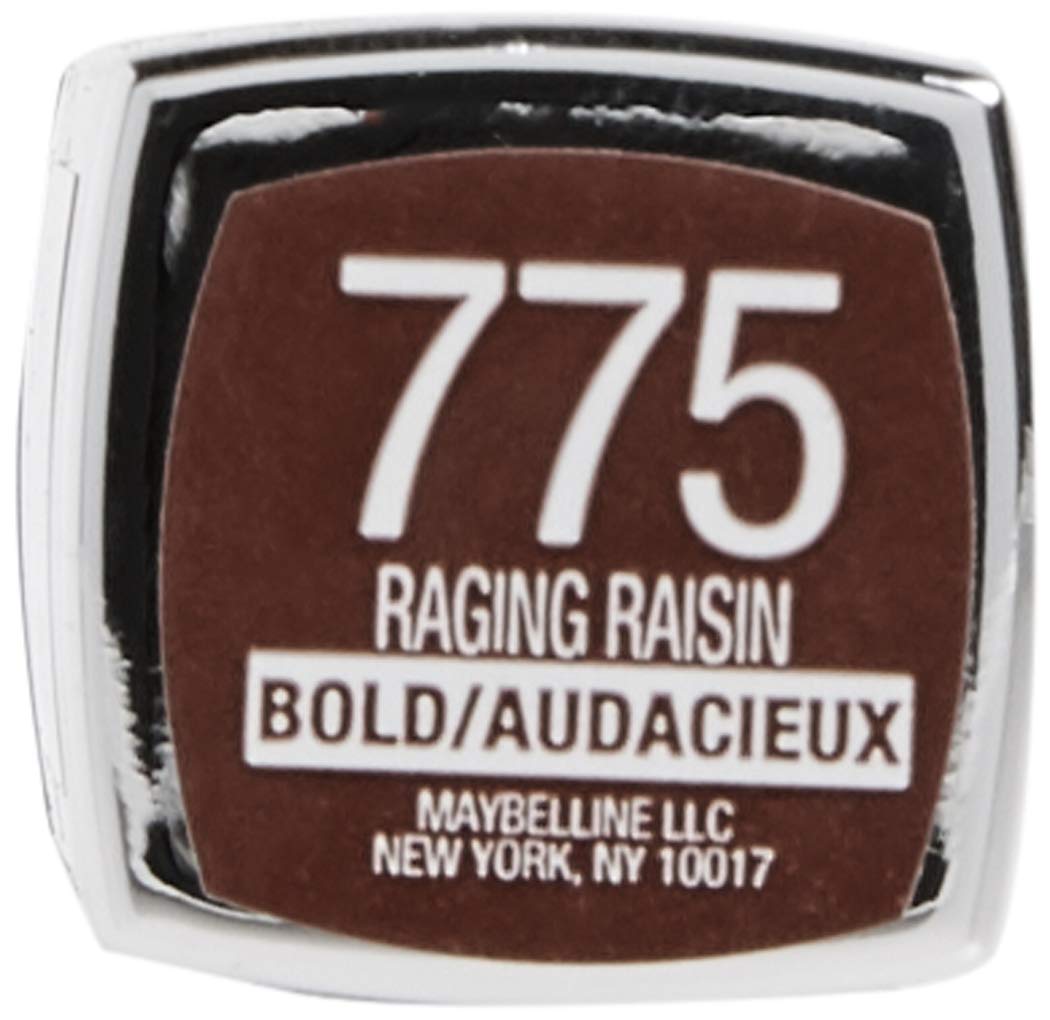 775
RAGING RAISIN
BOLD/AUDACIEUX
MAYBELLINE LLC
NEW YORK, NY 10017